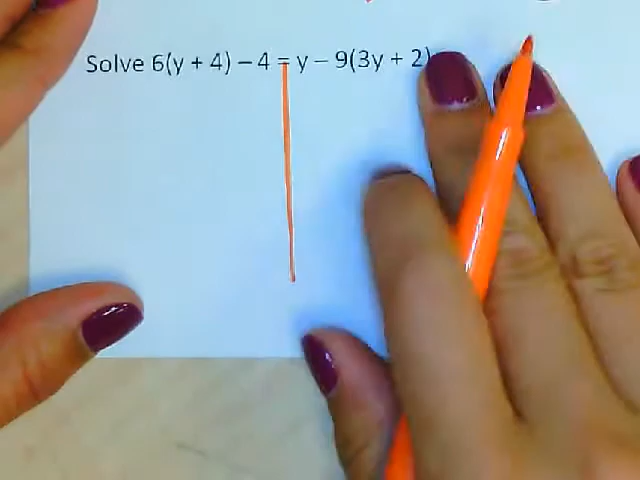 Solve 6(y + 4) – 4 = y – 9(3y + 2)